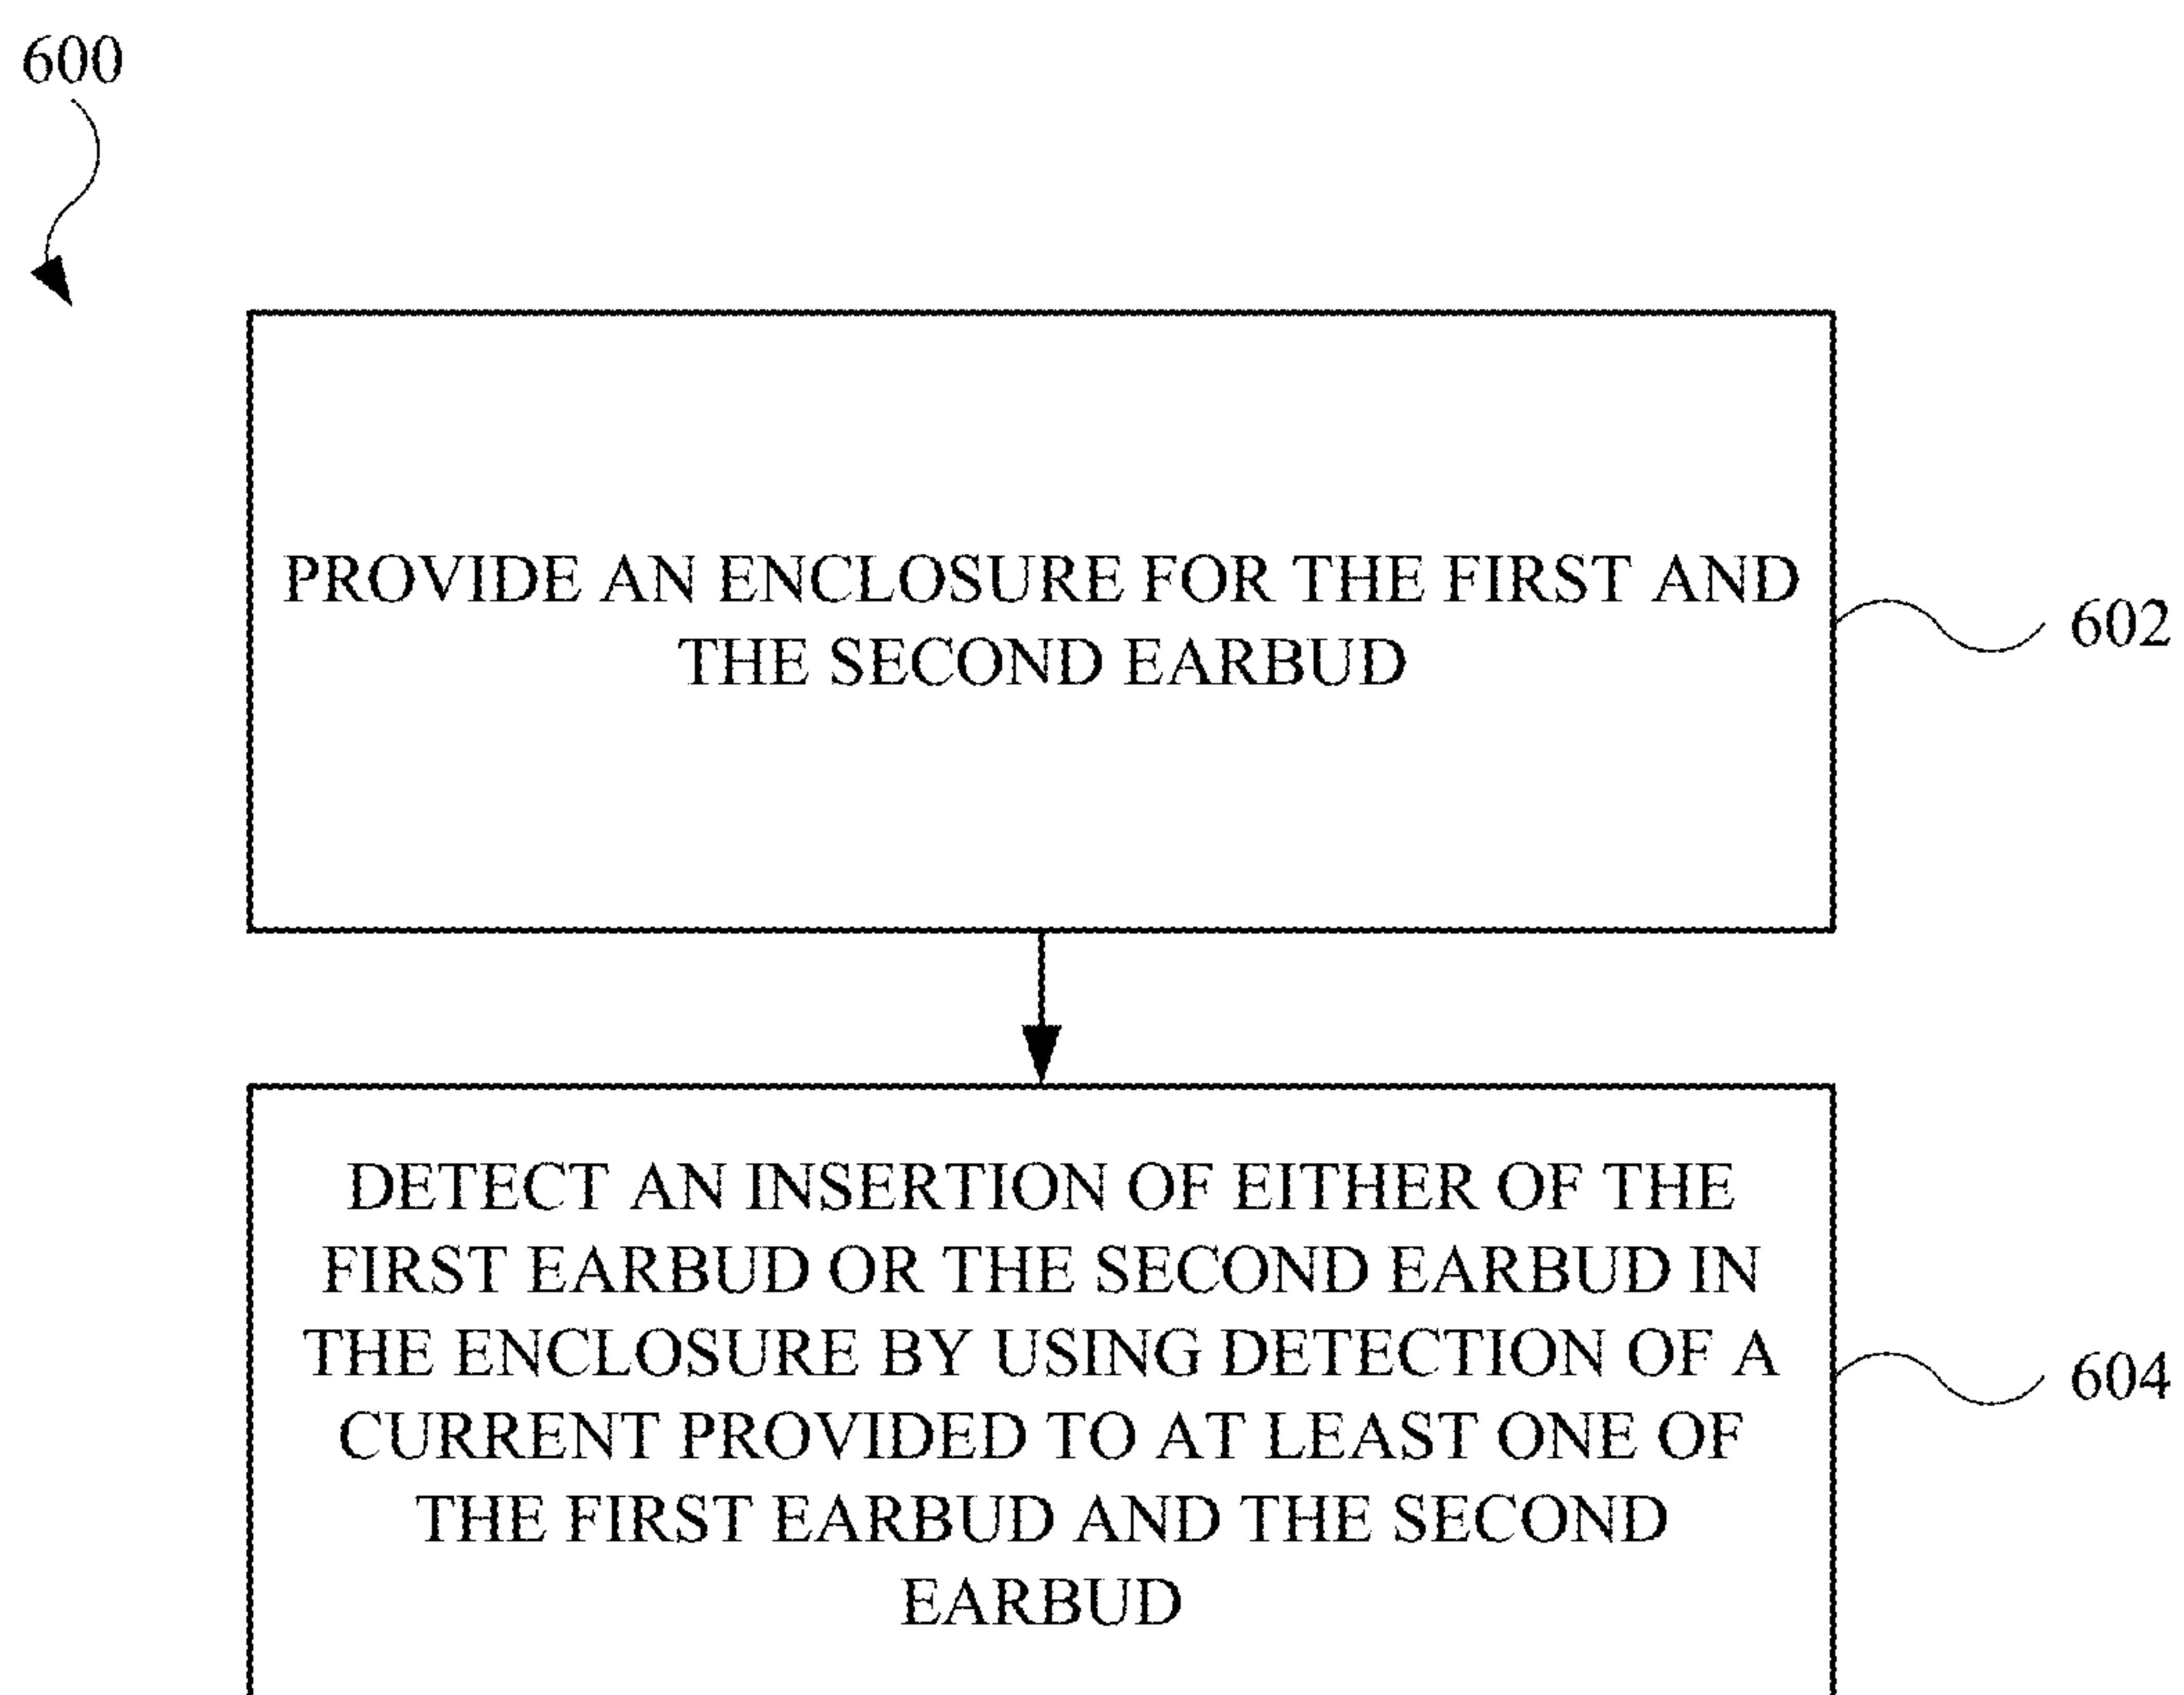 600
PROVIDE AN ENCLOSURE FOR THE FIRST AND
THE SECOND EARBUD
602
DETECT AN INSERTION OF EITHER OF THE
FIRST EARBUD OR THE SECOND EARBUD IN
THE ENCLOSURE BY USING DETECTION OF A
CURRENT PROVIDED TO AT LEAST ONE OF
THE FIRST EARBUD AND THE SECOND
EARBUD
604